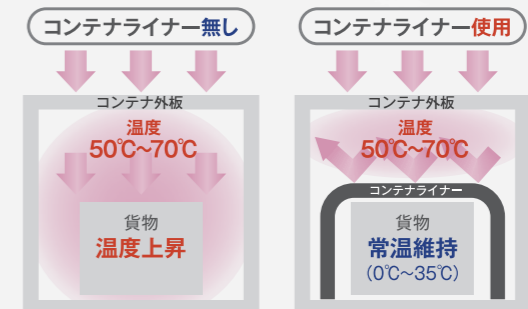 コンテナライナー無し
コンテナ外板
温度
50℃~70℃
貨物
温度上昇
コンテナライナー使用
コンテナ外板
温度
50℃~70℃
コンテナライナー
貨物
常温維持
(0℃~35℃)